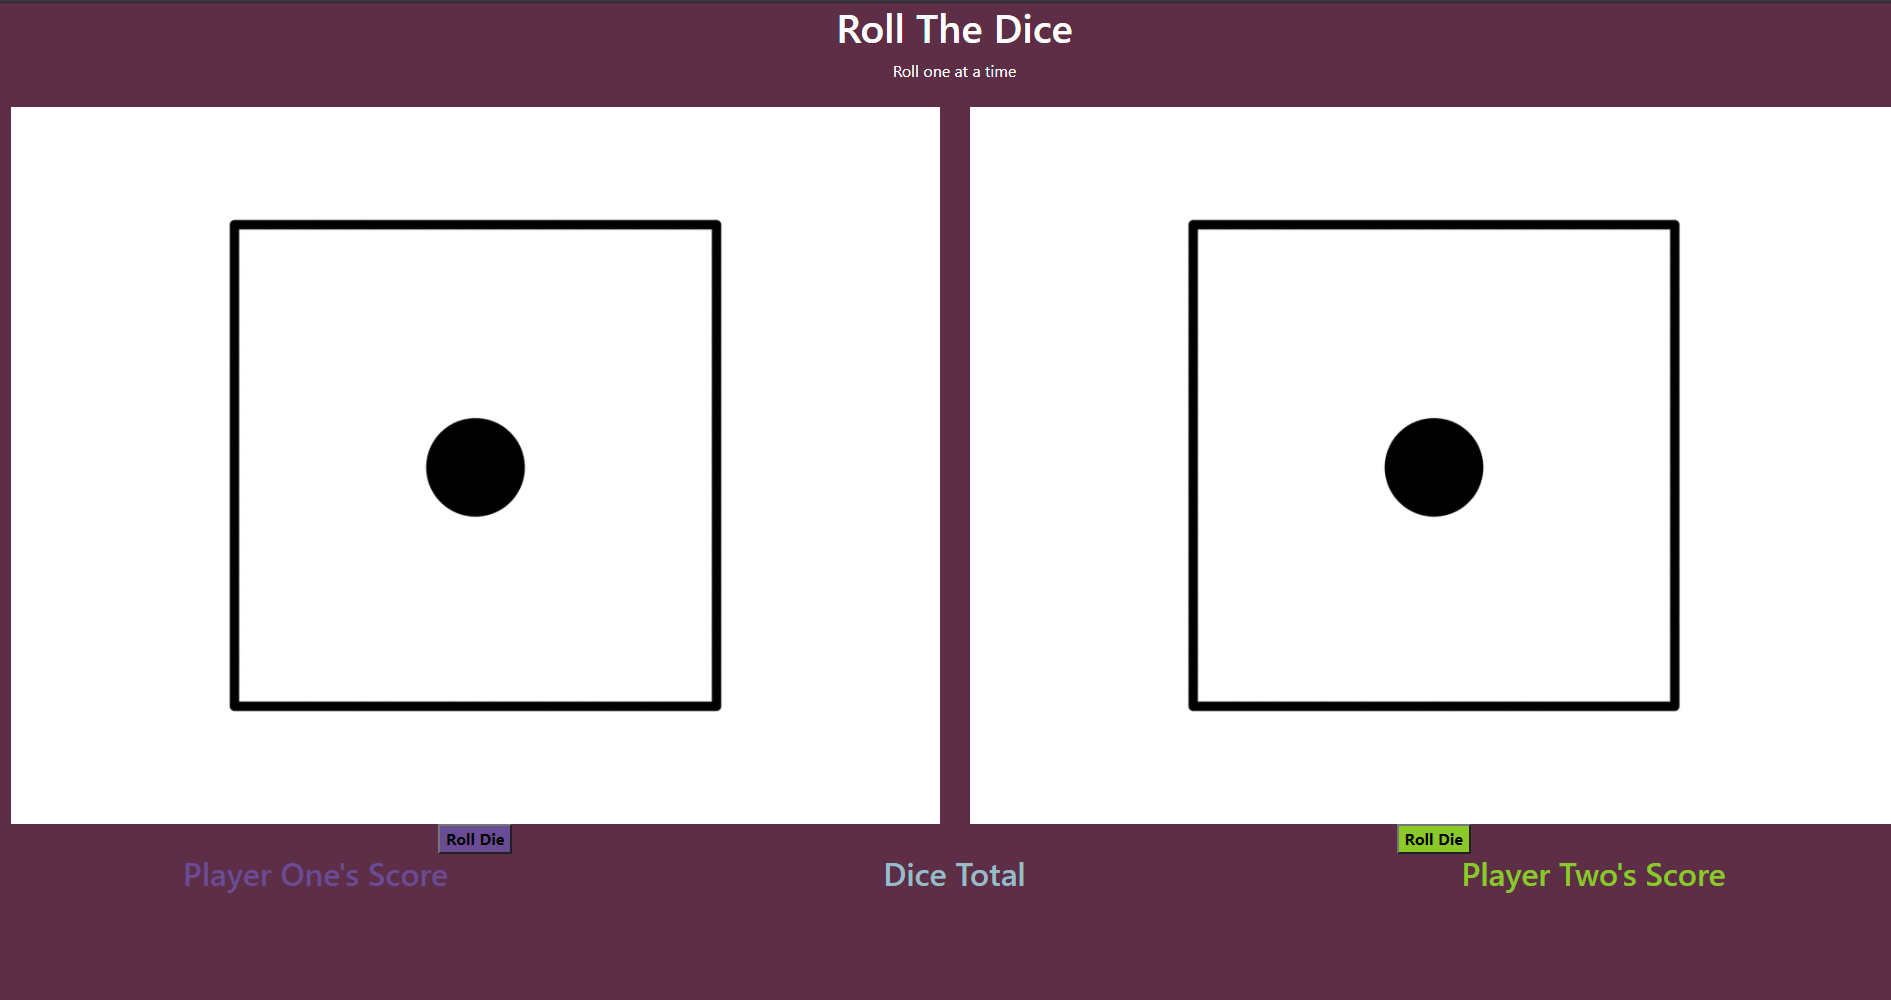 Roll The Dice
Roll one at a time
Roll Die
Roll Die
Player One's Score
Dice Total
Player Two's Score